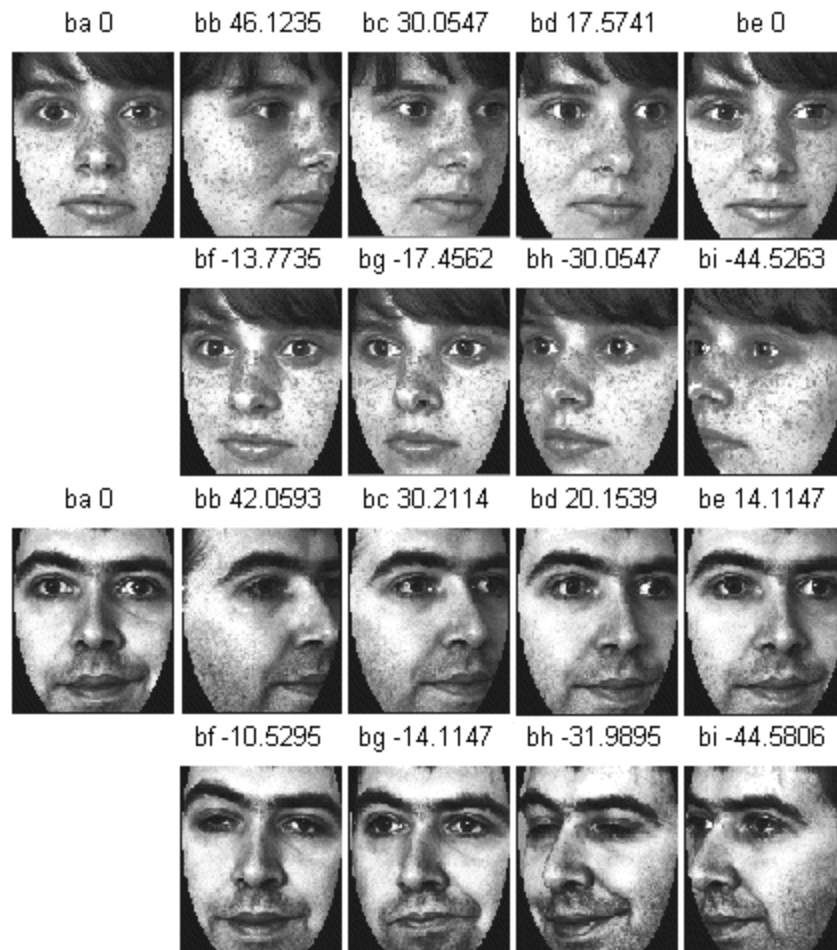 ba 0 bb 46.1235 bc 30.0547 bd 17.5741 be 0
bf -13.7735 bg -17.4562 bh -30.0547 bi -44.5263
ba 0 bb 42.0593 bc 30.2114 bd 20.1539 be 14.1147
bf -10.5295 bg -14.1147 bh -31.9895 bi -44.5806